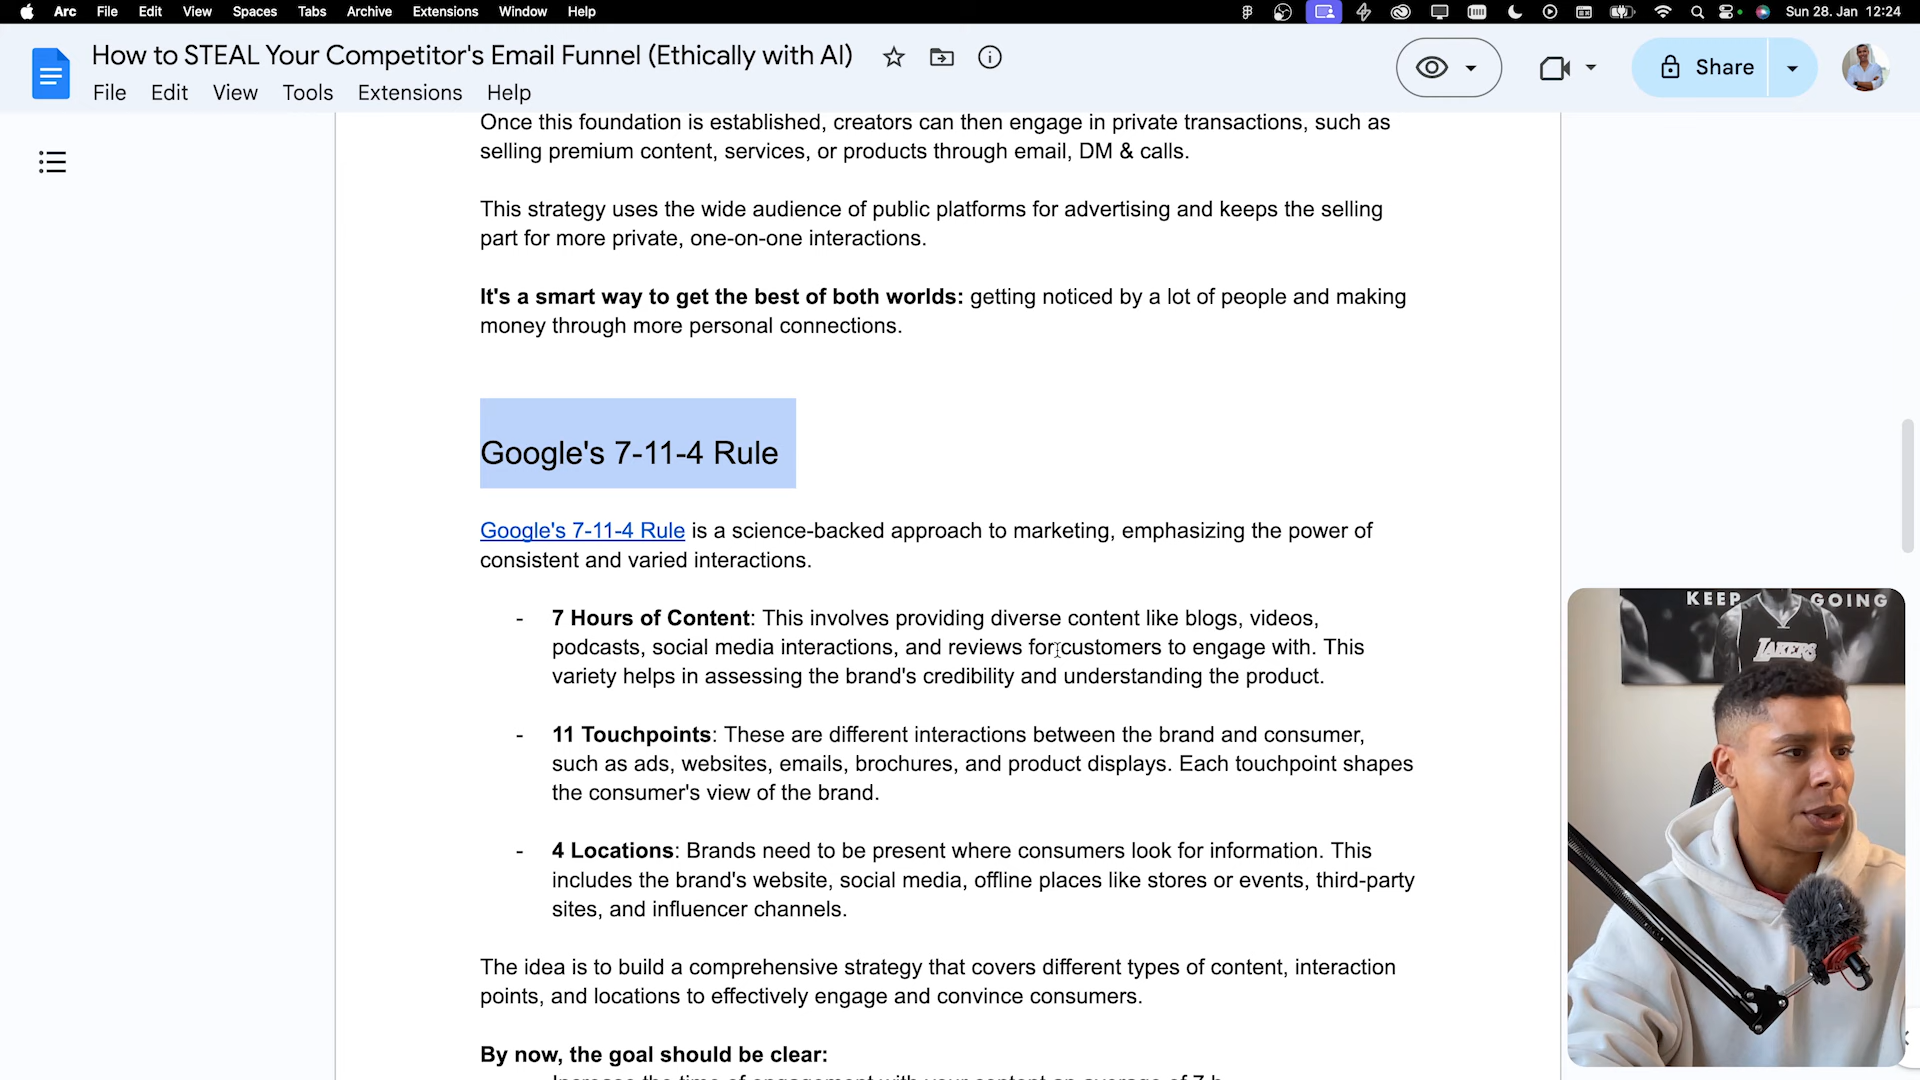 Arc File Edit View Spaces Tabs Archive Extensions Window Help Sun 28. Jan 12:24
How to STEAL Your Competitor's Email Funnel (Ethically with AI)
File Edit View Tools Extensions Help
Share
Once this foundation is established, creators can then engage in private transactions, such as
selling premium content, services, or products through email, DM & calls.
This strategy uses the wide audience of public platforms for advertising and keeps the selling
part for more private, one-on-one interactions.
It's a smart way to get the best of both worlds: getting noticed by a lot of people and making
money through more personal connections.
Google's 7-11-4 Rule
Google's 7-11-4 Rule is a science-backed approach to marketing, emphasizing the power of
consistent and varied interactions.
- 7 Hours of Content: This involves providing diverse content like blogs, videos,
podcasts, social media interactions, and reviews for customers to engage with. This
variety helps in assessing the brand's credibility and understanding the product.
- 11 Touchpoints: These are different interactions between the brand and consumer,
such as ads, websites, emails, brochures, and product displays. Each touchpoint shapes
the consumer's view of the brand.
- 4 Locations: Brands need to be present where consumers look for information. This
includes the brand's website, social media, offline places like stores or events, third-party
sites, and influencer channels.
The idea is to build a comprehensive strategy that covers different types of content, interaction
points, and locations to effectively engage and convince consumers.
By now, the goal should be clear:
KEEP GOING
LAKERS